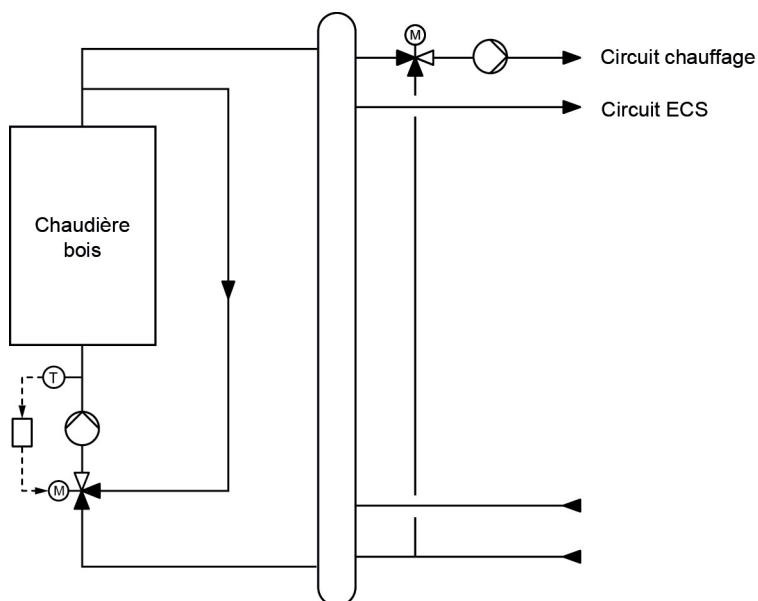 M
Circuit chauffage
Circuit ECS
Chaudière
bois
T
M